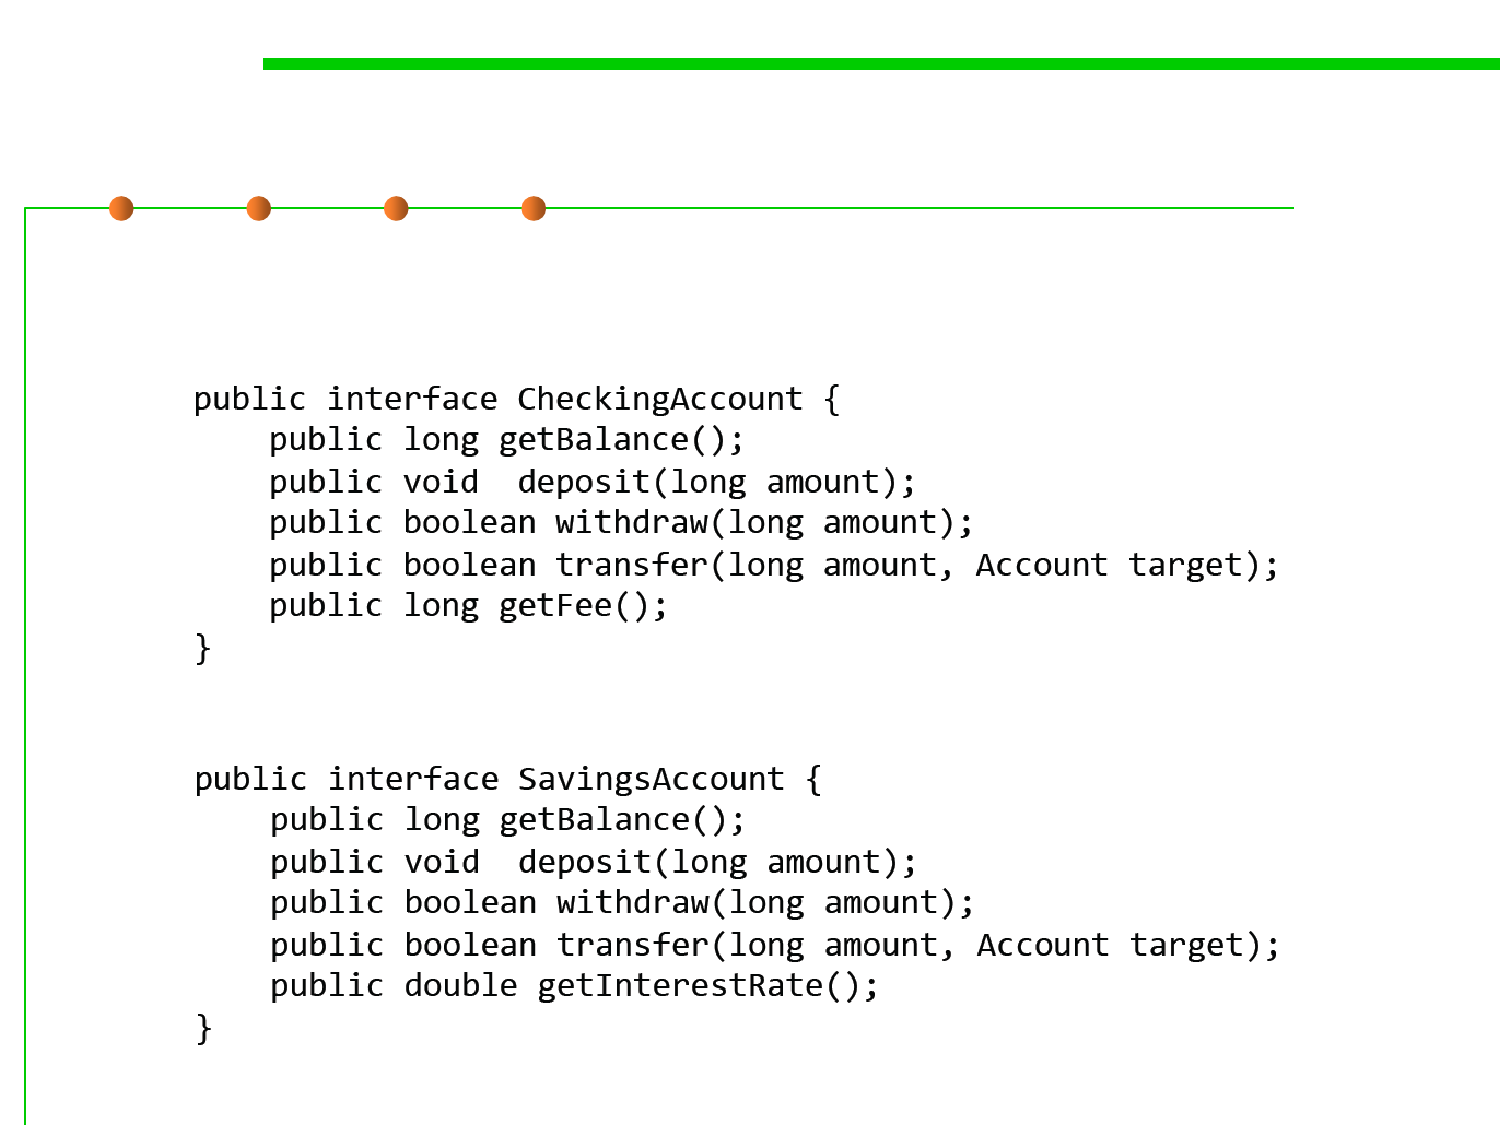 public interface CheckingAccount {
    public long getBalance();
    public void  deposit(long amount);
    public boolean withdraw(long amount);
    public boolean transfer(long amount, Account target);
    public long getFee();
}
public interface SavingsAccount {
    public long getBalance();
    public void  deposit(long amount);
    public boolean withdraw(long amount);
    public boolean transfer(long amount, Account target);
    public double getInterestRate();
}